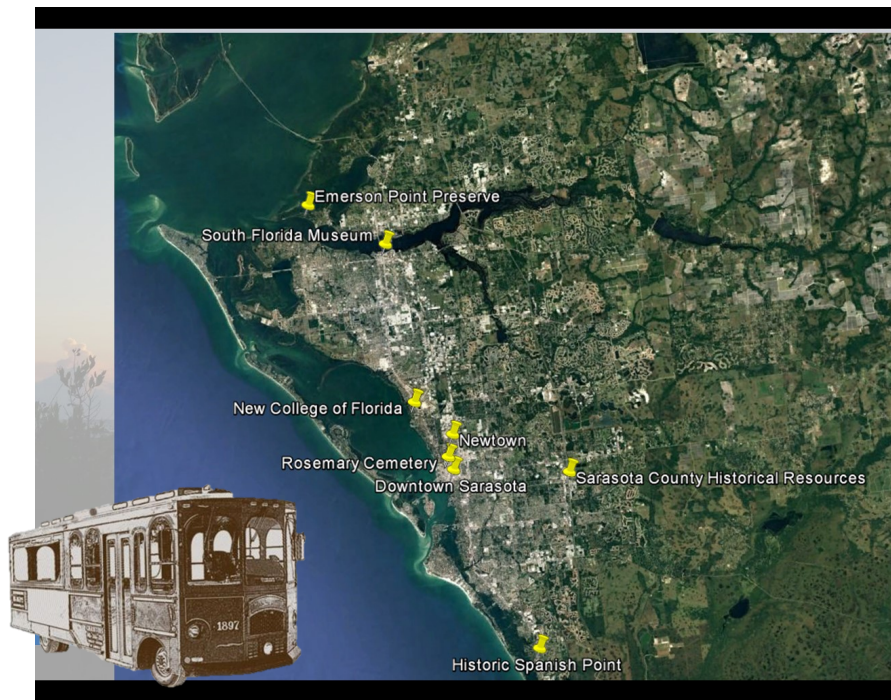 Emerson Point Preserve
South Florida Museum
New College of Florida
Newtown
Rosemary Cemetery
Downtown Sarasota
Sarasota County Historical Resources
Historic Spanish Point
1897